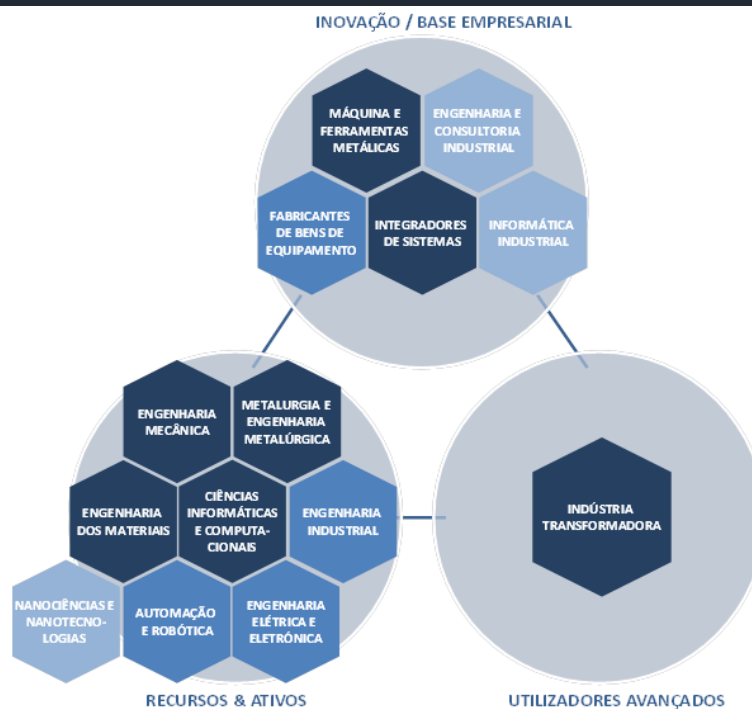 INOVAÇÃO / BASE EMPRESARIAL
MÁQUINA E
FERRAMENTAS
METÁLICAS
ENGENHARIA E
CONSULTORIA
INDUSTRIAL
FABRICANTES
DE BENS DE
EQUIPAMENTO
INTEGRADORES
DE SISTEMAS
INFORMÁTICA
INDUSTRIAL
ENGENHARIA
MECÂNICA
METALURGIA E
ENGENHARIA
METALÚRGICA
ENGENHARIA
DOS MATERIAIS
CIÊNCIAS
INFORMÁTICAS
E COMPUTA-
CIONAIS
ENGENHARIA
INDUSTRIAL
NANOCIÊNCIAS E
NANOTECNO-
LOGIAS
AUTOMAÇÃO
E ROBÓTICA
ENGENHARIA
ELÉTRICA E
ELETRÓNICA
INDÚSTRIA
TRANSFORMADORA
RECURSOS & ATIVOS
UTILIZADORES AVANÇADOS